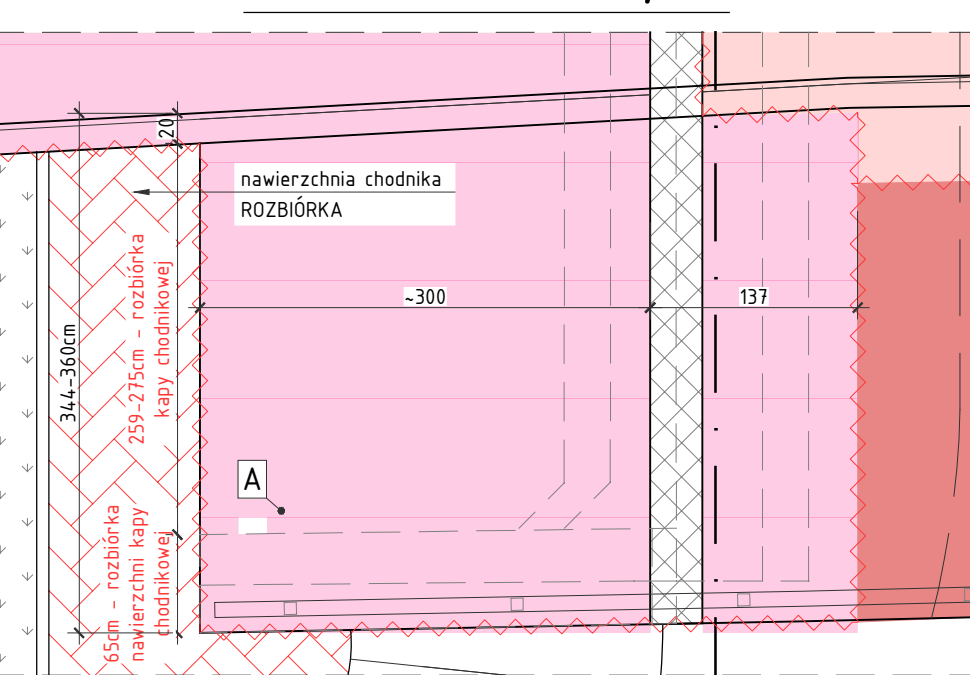 20
nawierzchnia chodnika
ROZBIÓRKA
~300
137
344-360cm
259-275cm - rozbiórka
kapy chodnikowej
A
65cm - rozbiórka
nawierzchni kapy
chodnikowej